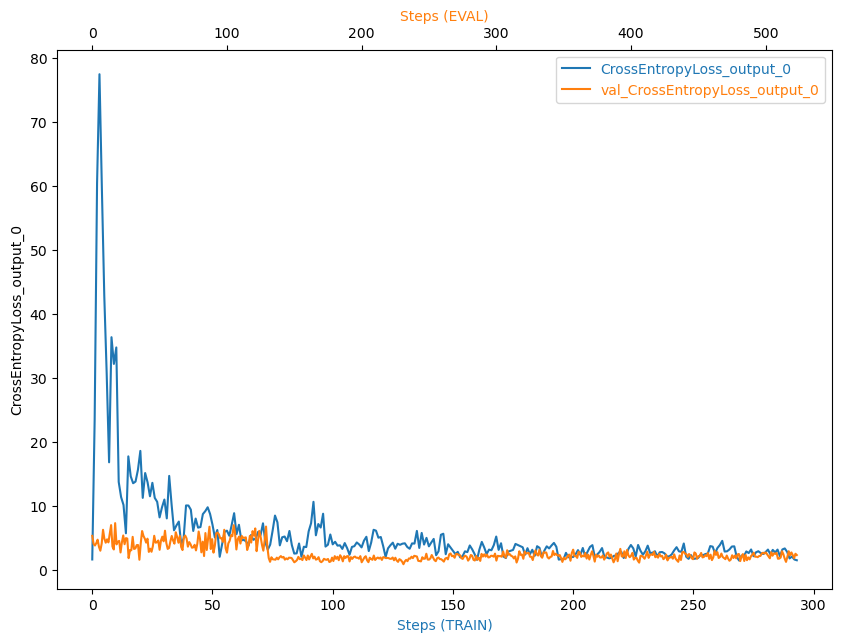 Steps (EVAL)
0 100 200 300 400 500
CrossEntropyLoss_output_0
val_CrossEntropyLoss_output_0
CrossEntropyLoss_output_0
80
70
60
50
40
30
20
10
0
0 50 100 150 200 250 300
Steps (TRAIN)